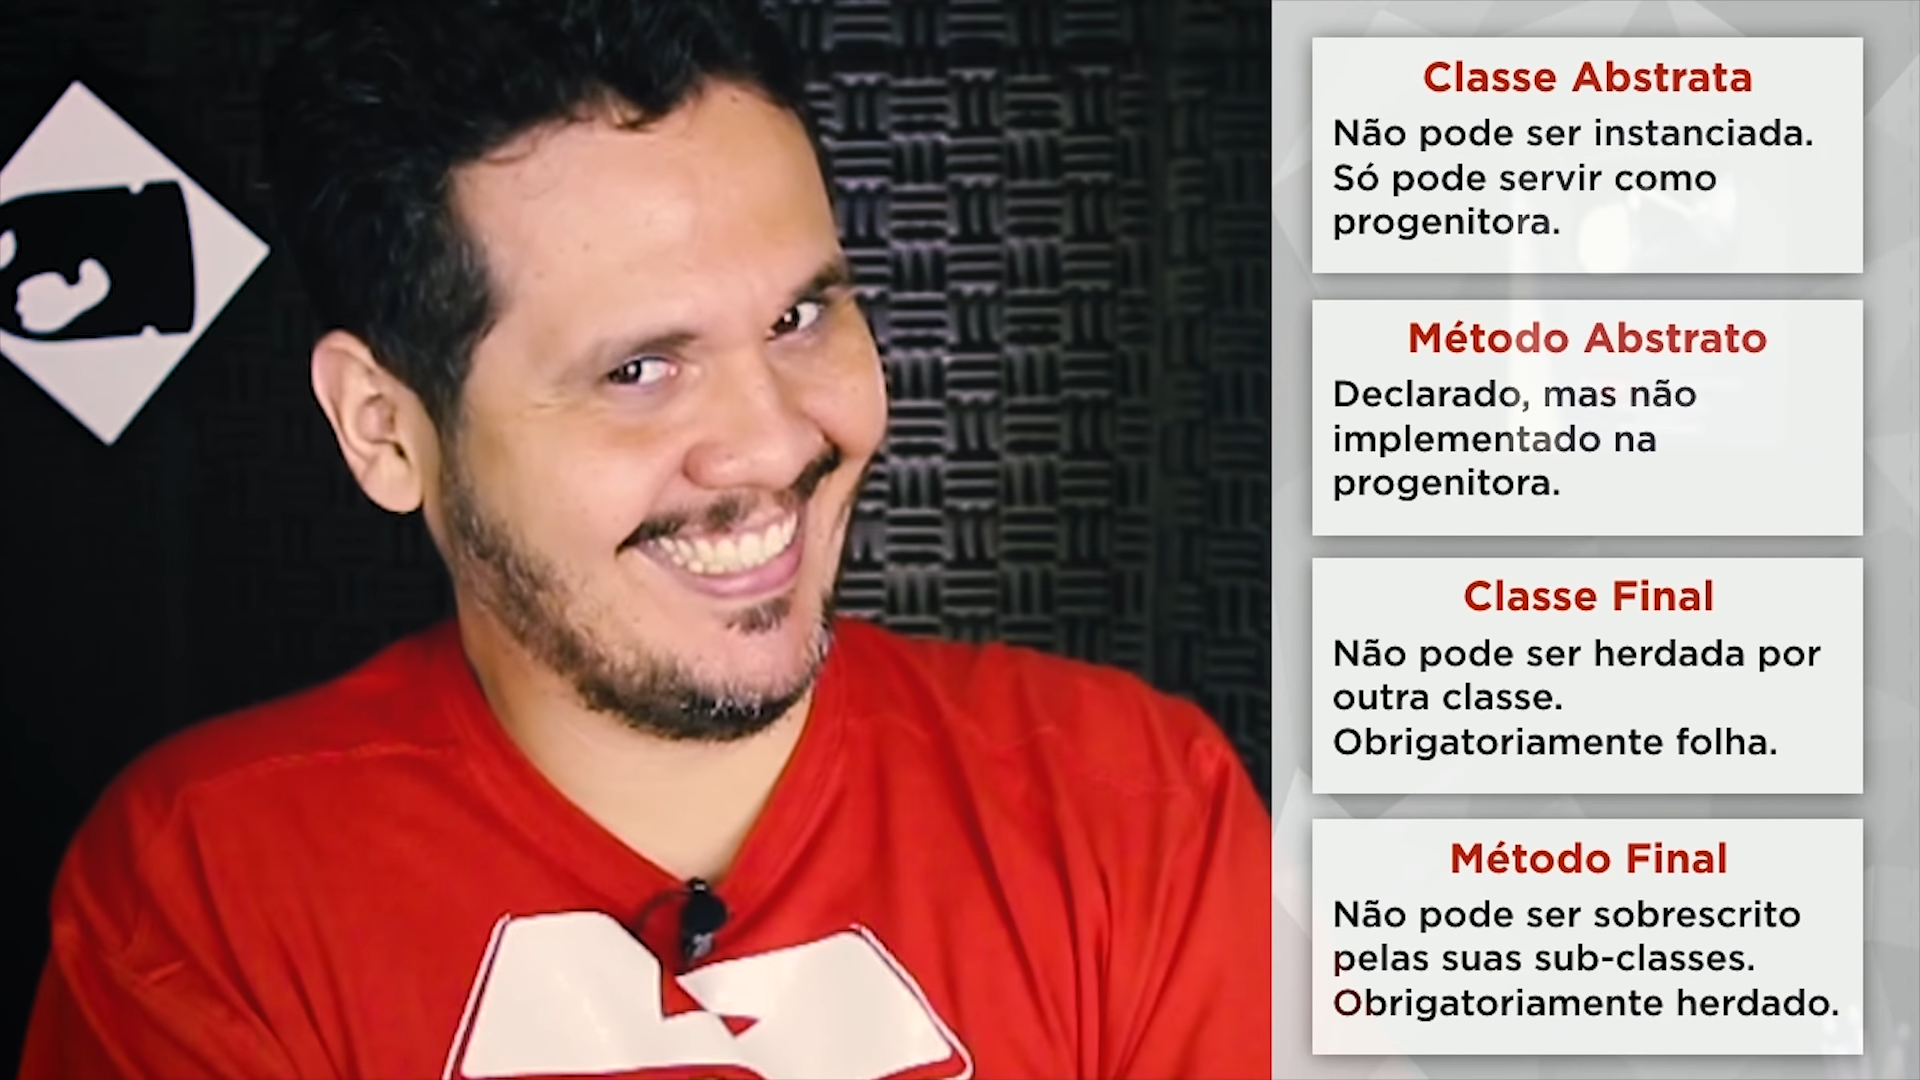 Classe Abstrata
Não pode ser instanciada.
Só pode servir como
progenitora.
Método Abstrato
Declarado, mas não
implementado na
progenitora.
Classe Final
Não pode ser herdada por
outra classe.
Obrigatoriamente folha.
Método Final
Não pode ser sobrescrito
pelas suas sub-classes.
Obrigatoriamente herdado.